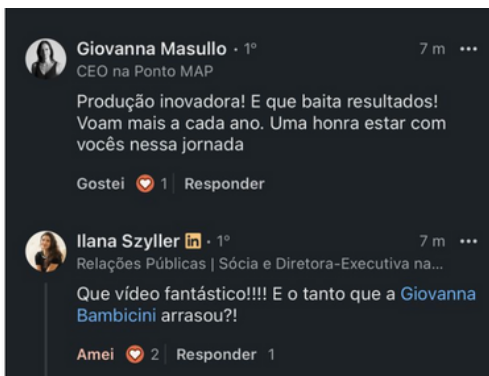 Giovanna Masullo · 1º 7 m •••
CEO na Ponto MAP
Produção inovadora! E que baita resultados!
Voam mais a cada ano. Uma honra estar com
vocês nessa jornada
Gostei 1 | Responder
Ilana Szyller in · 1º 7 m •••
Relações Públicas | Sócia e Diretora-Executiva na...
Que vídeo fantástico!!!! E o tanto que a Giovanna
Bambicini arrasou?!
Amei 2 | Responder 1